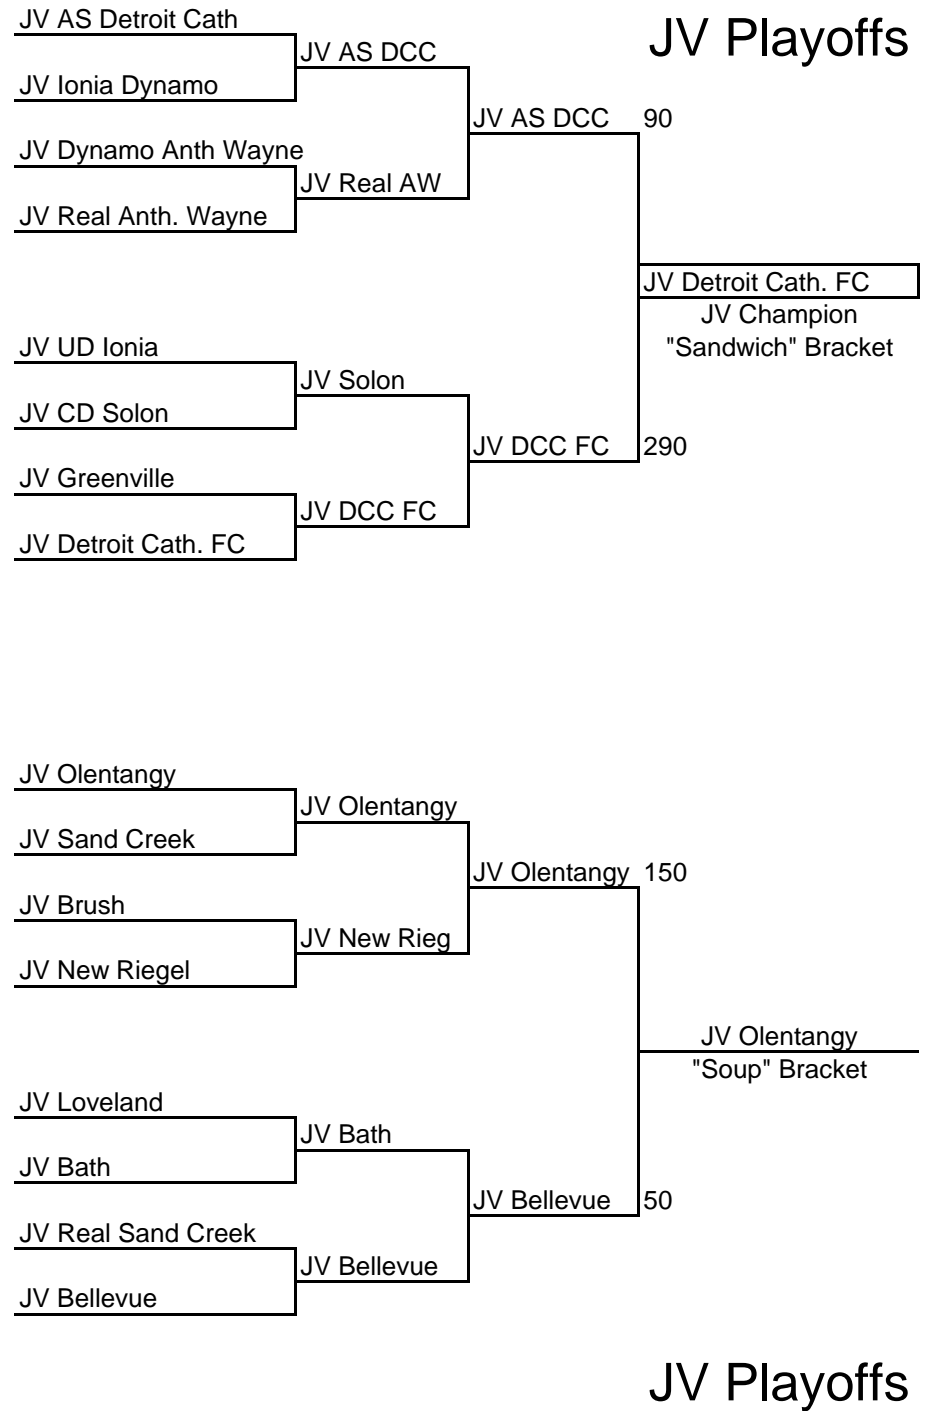 JV AS Detroit Cath
JV Playoffs
JV AS DCC
JV Ionia Dynamo
JV AS DCC 90
JV Dynamo Anth Wayne
JV Real AW
JV Real Anth. Wayne
JV Detroit Cath. FC
JV Champion
"Sandwich" Bracket
JV UD Ionia
JV Solon
JV CD Solon
JV DCC FC 290
JV Greenville
JV DCC FC
JV Detroit Cath. FC
JV Olentangy
JV Olentangy
JV Sand Creek
JV Olentangy 150
JV Brush
JV New Rieg
JV New Riegel
JV Olentangy
"Soup" Bracket
JV Loveland
JV Bath
JV Bath
JV Bellevue 50
JV Real Sand Creek
JV Bellevue
JV Bellevue
JV Playoffs